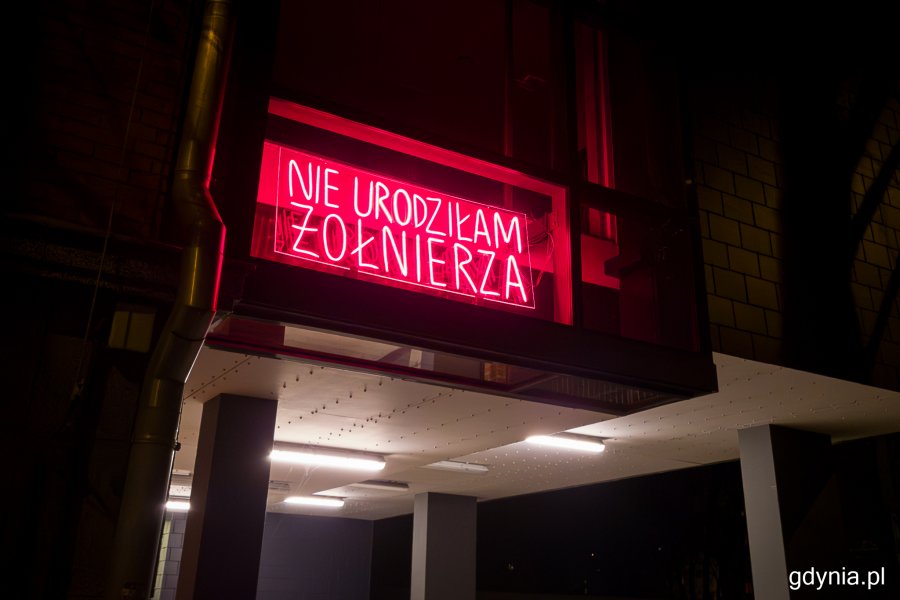 NIE URODZIŁAM
ŻOŁNIERZA
gdynia.pl